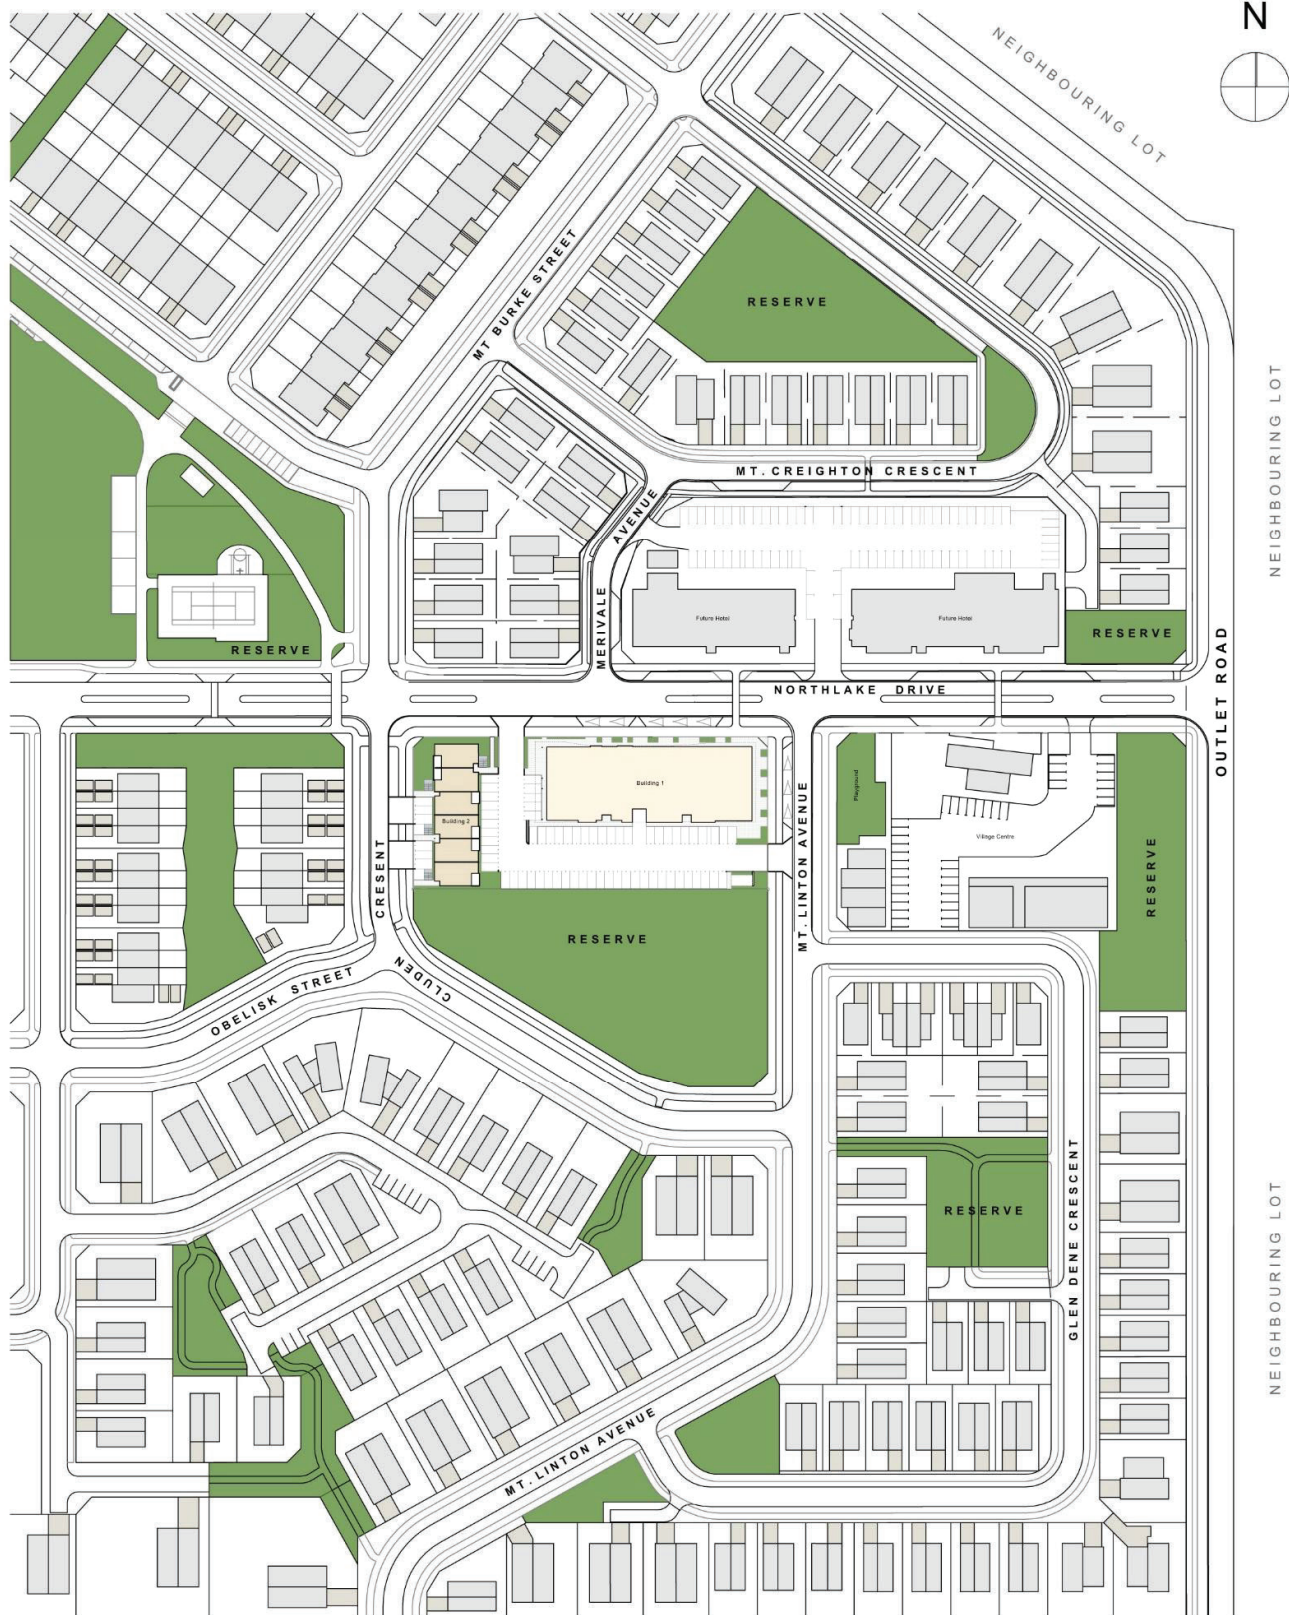 N
NEIGHBOURING LOT
MT BURKE STREET
RESERVE
NEIGHBOURING LOT
MT. CREIGHTON CRESCENT
MERIVALE AVENUE
Future Hotel
Future Hotel
RESERVE
RESERVE
NORTHLAKE DRIVE
OUTLET ROAD
Building 1
Building 2
Playground
Village Centre
MT. LINTON AVENUE
RESERVE
CLUDEN CRESENT
RESERVE
OBELISK STREET
GLEN DENE CRESCENT
RESERVE
NEIGHBOURING LOT
MT. LINTON AVENUE